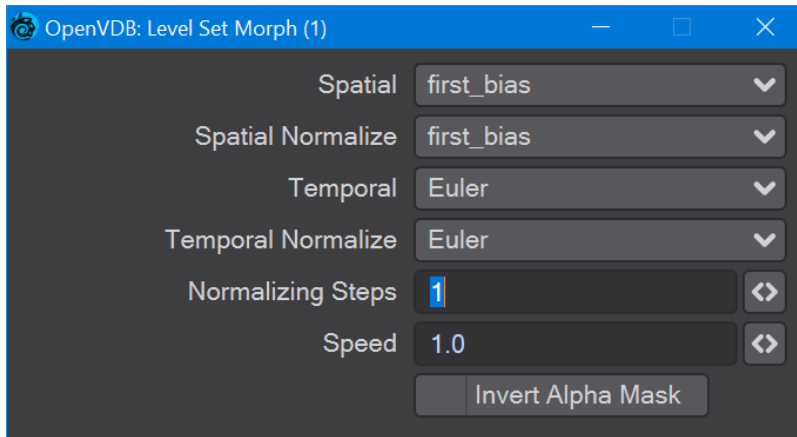 OpenVDB: Level Set Morph (1)
Spatial first_bias
Spatial Normalize first_bias
Temporal Euler
Temporal Normalize Euler
Normalizing Steps 1
Speed 1.0
Invert Alpha Mask